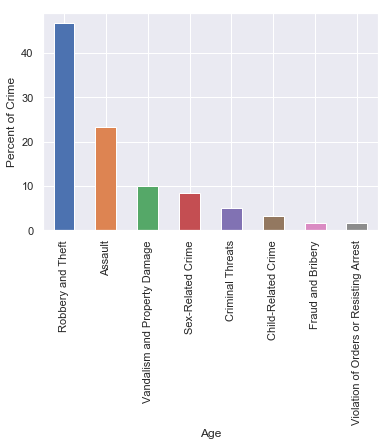 Percent of Crime
40
30
20
10
0
Robbery and Theft
Assault
Vandalism and Property Damage
Sex-Related Crime
Criminal Threats
Child-Related Crime
Fraud and Bribery
Violation of Orders or Resisting Arrest
Age